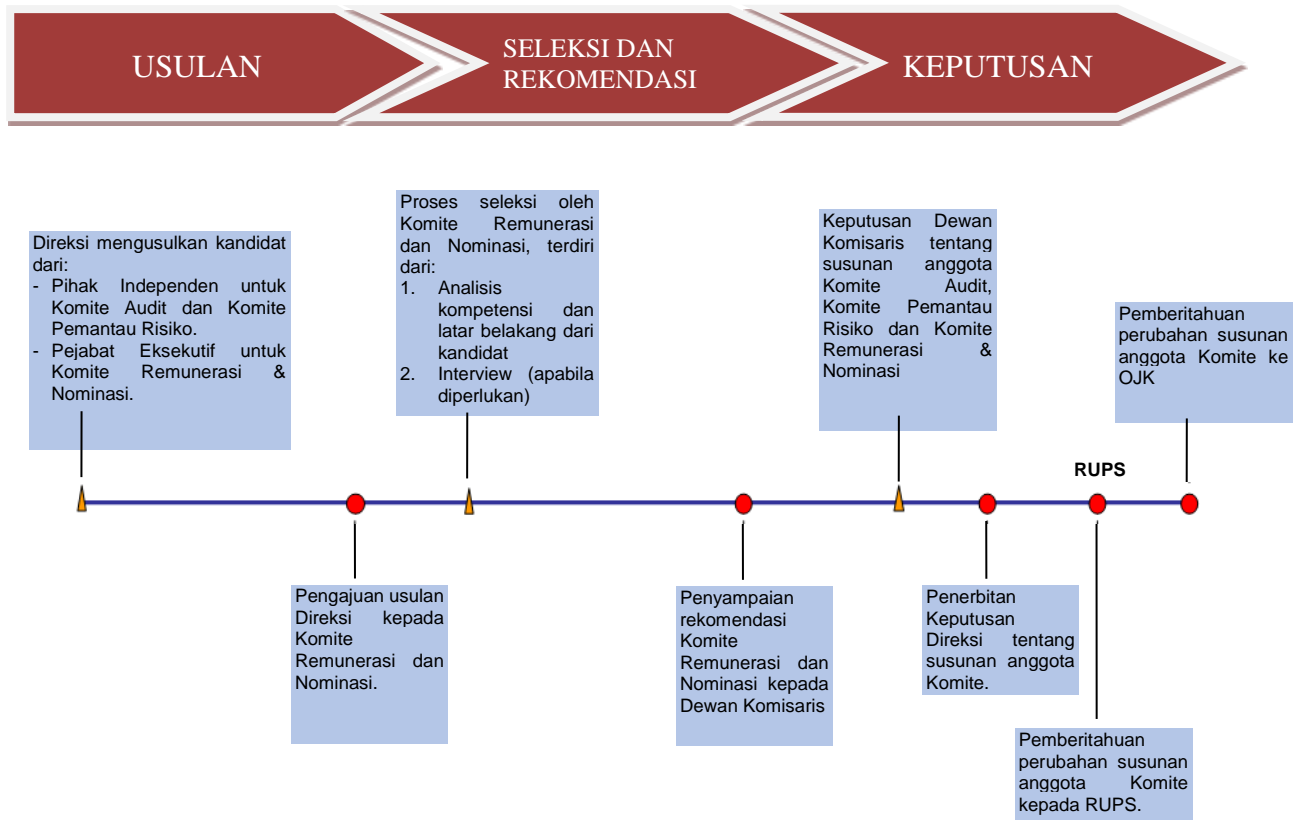 USULAN
SELEKSI DAN
REKOMENDASI
KEPUTUSAN
Direksi mengusulkan kandidat
dari:
- Pihak Independen untuk
Komite Audit dan Komite
Pemantau Risiko.
- Pejabat Eksekutif untuk
Komite Remunerasi &
Nominasi.
Proses seleksi oleh
Komite Remunerasi
dan Nominasi, terdiri
dari:
1. Analisis
kompetensi dan
latar belakang dari
kandidat
2. Interview (apabila
diperlukan)
Keputusan Dewan
Komisaris tentang
susunan anggota
Komite Audit,
Komite Pemantau
Risiko dan Komite
Remunerasi &
Nominasi
Pemberitahuan
perubahan susunan
anggota Komite ke
OJK
RUPS
Pengajuan usulan
Direksi kepada
Komite
Remunerasi dan
Nominasi.
Penyampaian
rekomendasi
Komite
Remunerasi dan
Nominasi kepada
Dewan Komisaris
Penerbitan
Keputusan
Direksi tentang
susunan anggota
Komite.
Pemberitahuan
perubahan susunan
anggota Komite
kepada RUPS.